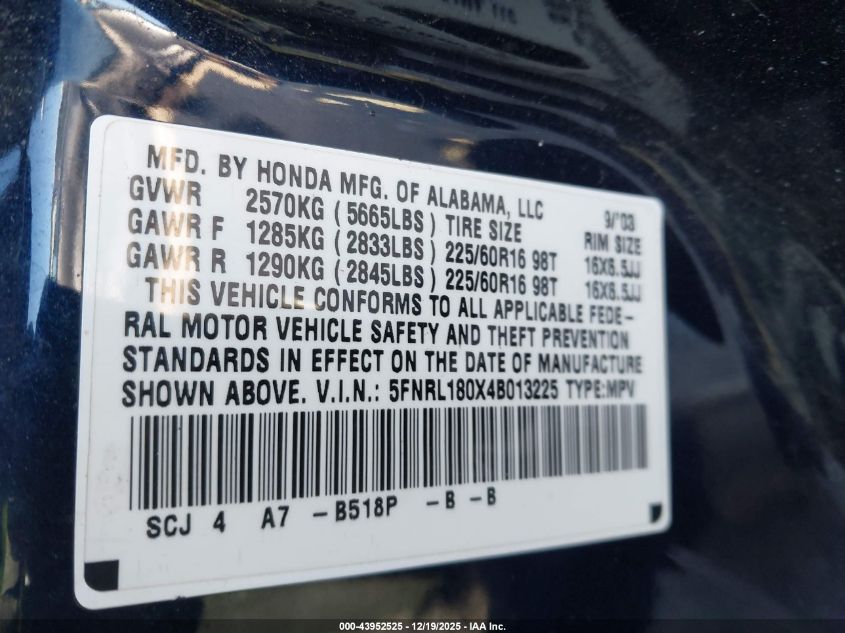 MFD. BY HONDA MFG. OF ALABAMA, LLC 9/'03
GVWR 2570KG (5665LBS) TIRE SIZE RIM SIZE
GAWR F 1285KG (2833LBS) 225/60R16 98T 16X6.5JJ
GAWR R 1290KG (2845LBS) 225/60R16 98T 16X6.5JJ
THIS VEHICLE CONFORMS TO ALL APPLICABLE FEDE-
RAL MOTOR VEHICLE SAFETY AND THEFT PREVENTION
STANDARDS IN EFFECT ON THE DATE OF MANUFACTURE
SHOWN ABOVE. V.I.N.: 5FNRL180X4B013225 TYPE:MPV
SCJ 4 A7 -B518P -B -B
000-43952525 - 12/19/2025 - IAA Inc.